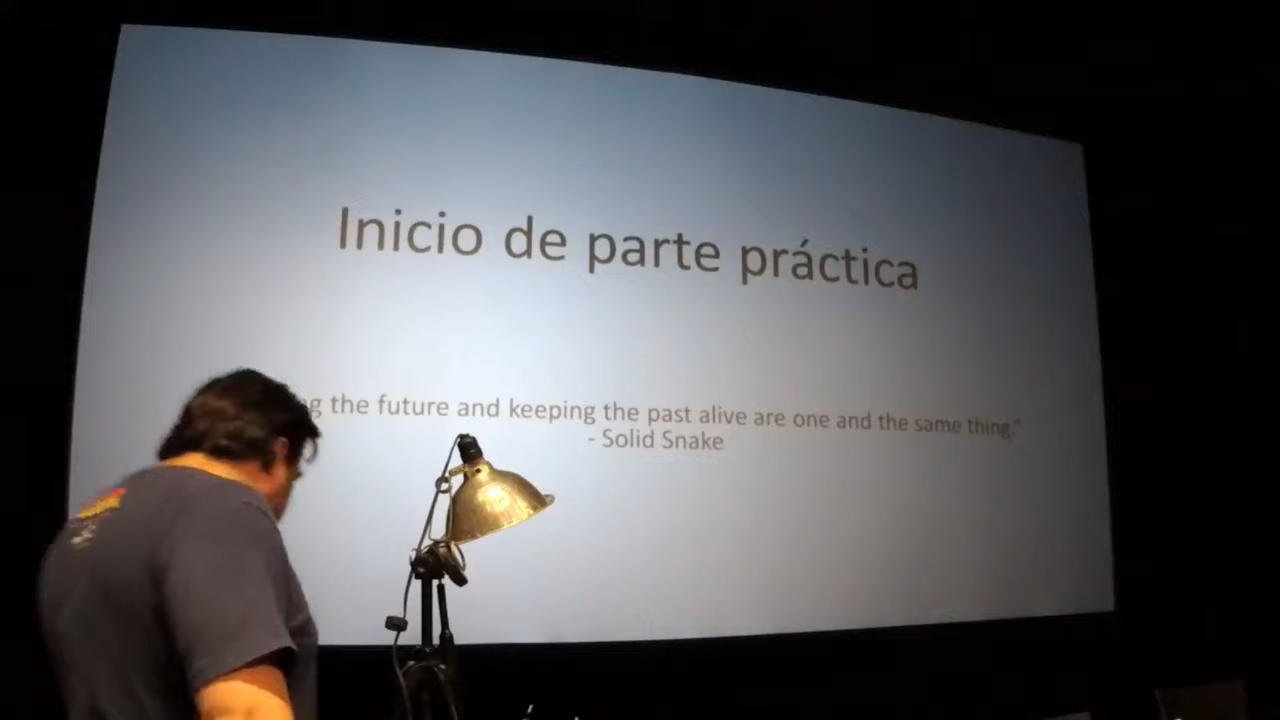 Inicio de parte práctica
the future and keeping the past alive are one and the same thing."
- Solid Snake